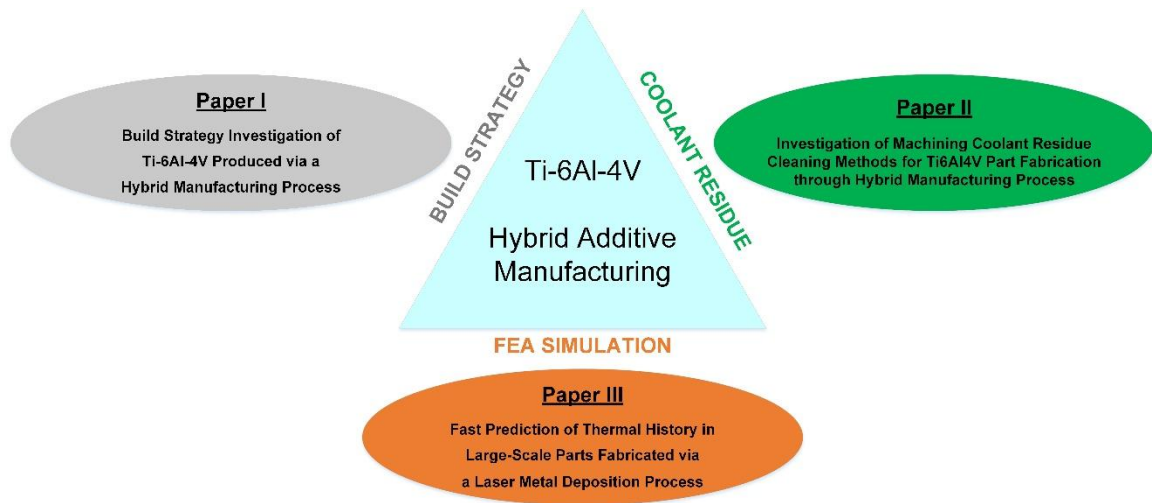 Paper I
Build Strategy Investigation of
Ti-6Al-4V Produced via a
Hybrid Manufacturing Process
BUILD STRATEGY
Ti-6Al-4V
Hybrid Additive
Manufacturing
COOLANT RESIDUE
Paper II
Investigation of Machining Coolant Residue
Cleaning Methods for Ti6Al4V Part Fabrication
through Hybrid Manufacturing Process
FEA SIMULATION
Paper III
Fast Prediction of Thermal History in
Large-Scale Parts Fabricated via
a Laser Metal Deposition Process